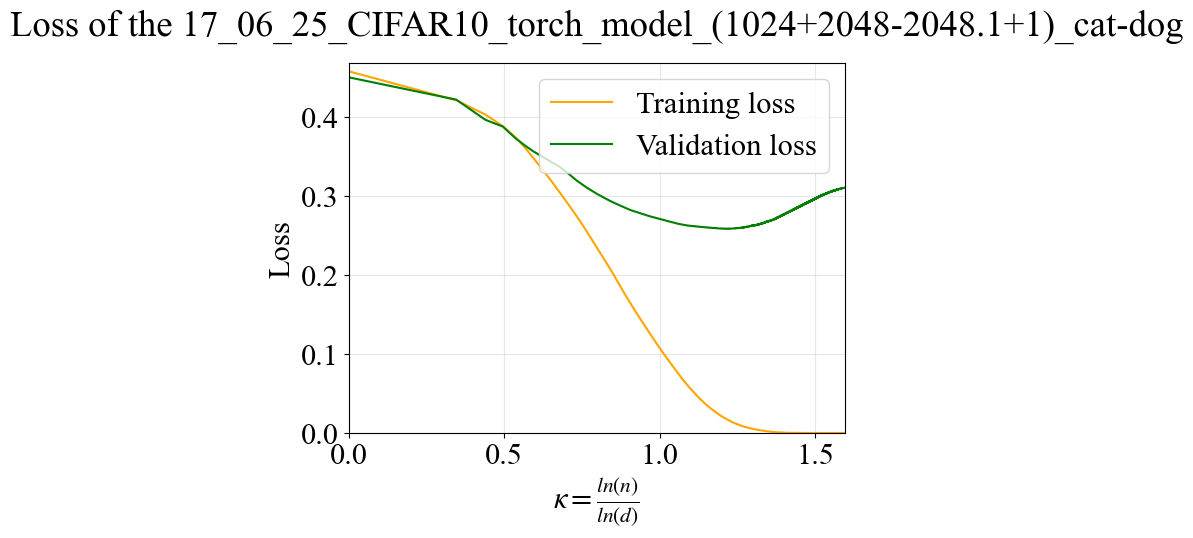 Loss of the 17_06_25_CIFAR10_torch_model_(1024+2048-2048.1+1)_cat-dog
Training loss
Validation loss
Loss
0.4
0.3
0.2
0.1
0.0
0.0 0.5 1.0 1.5
κ = ln(n)
ln(d)